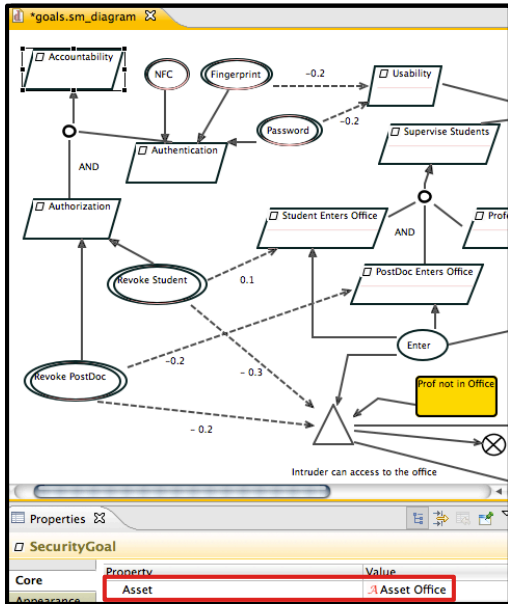 *goals.sm_diagram
Accountability
NFC
Fingerprint
-0.2
Usability
Password
-0.2
Supervise Students
Authentication
AND
Authorization
Student Enters Office
Prof
AND
PostDoc Enters Office
Revoke Student
0.1
Enter
-0.2
- 0.3
Revoke PostDoc
Prof not in Office
- 0.2
Intruder can access to the office
Properties
SecurityGoal
Core
Property
Value
Asset
Asset Office
Appearance